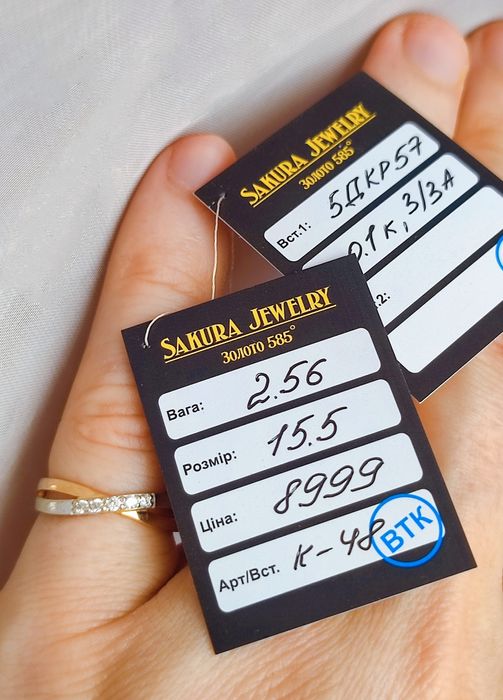 SAKURA JEWELRY
ЗОЛОТО 585°
Вст.1: 5ДКР57
0.1к, 3/3А
.2:
SAKURA JEWELRY
ЗОЛОТО 585°
Вага: 2.56
Розмір: 15.5
Ціна: 8999
Арт/Вст. К-48
ВТК